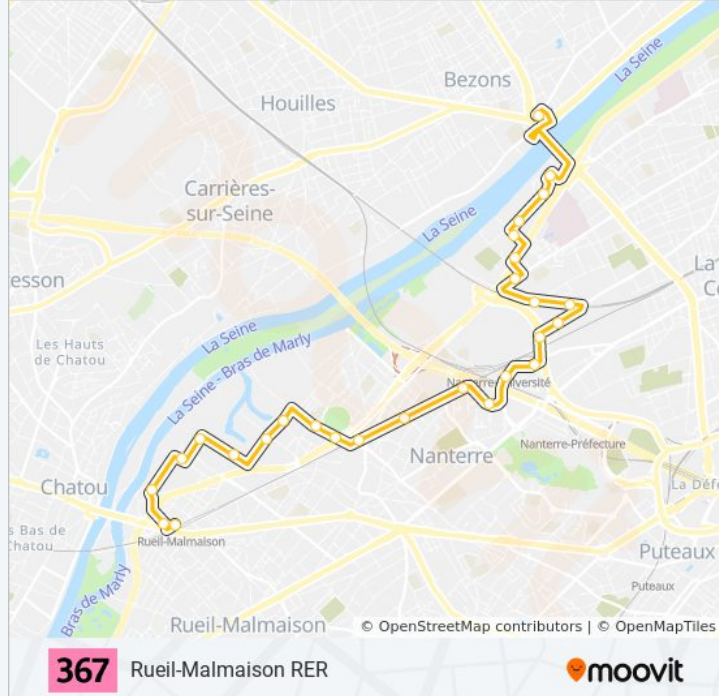 La Seine
Bezons
Houilles
Carrières-
sur-Seine
La Seine
La
Co
esson
La Seine
Les Hauts
de Chatou
La Seine - Bras de Marly
Nanterre-Université
Nanterre-Préfecture
Nanterre
La Défe
Chatou
s Bas de
Chatou
Rueil-Malmaison
Puteaux
Puteaux
Bras de Marly
Rueil-Malmaison
© OpenStreetMap contributors | © OpenMapTiles
367
Rueil-Malmaison RER
moovit